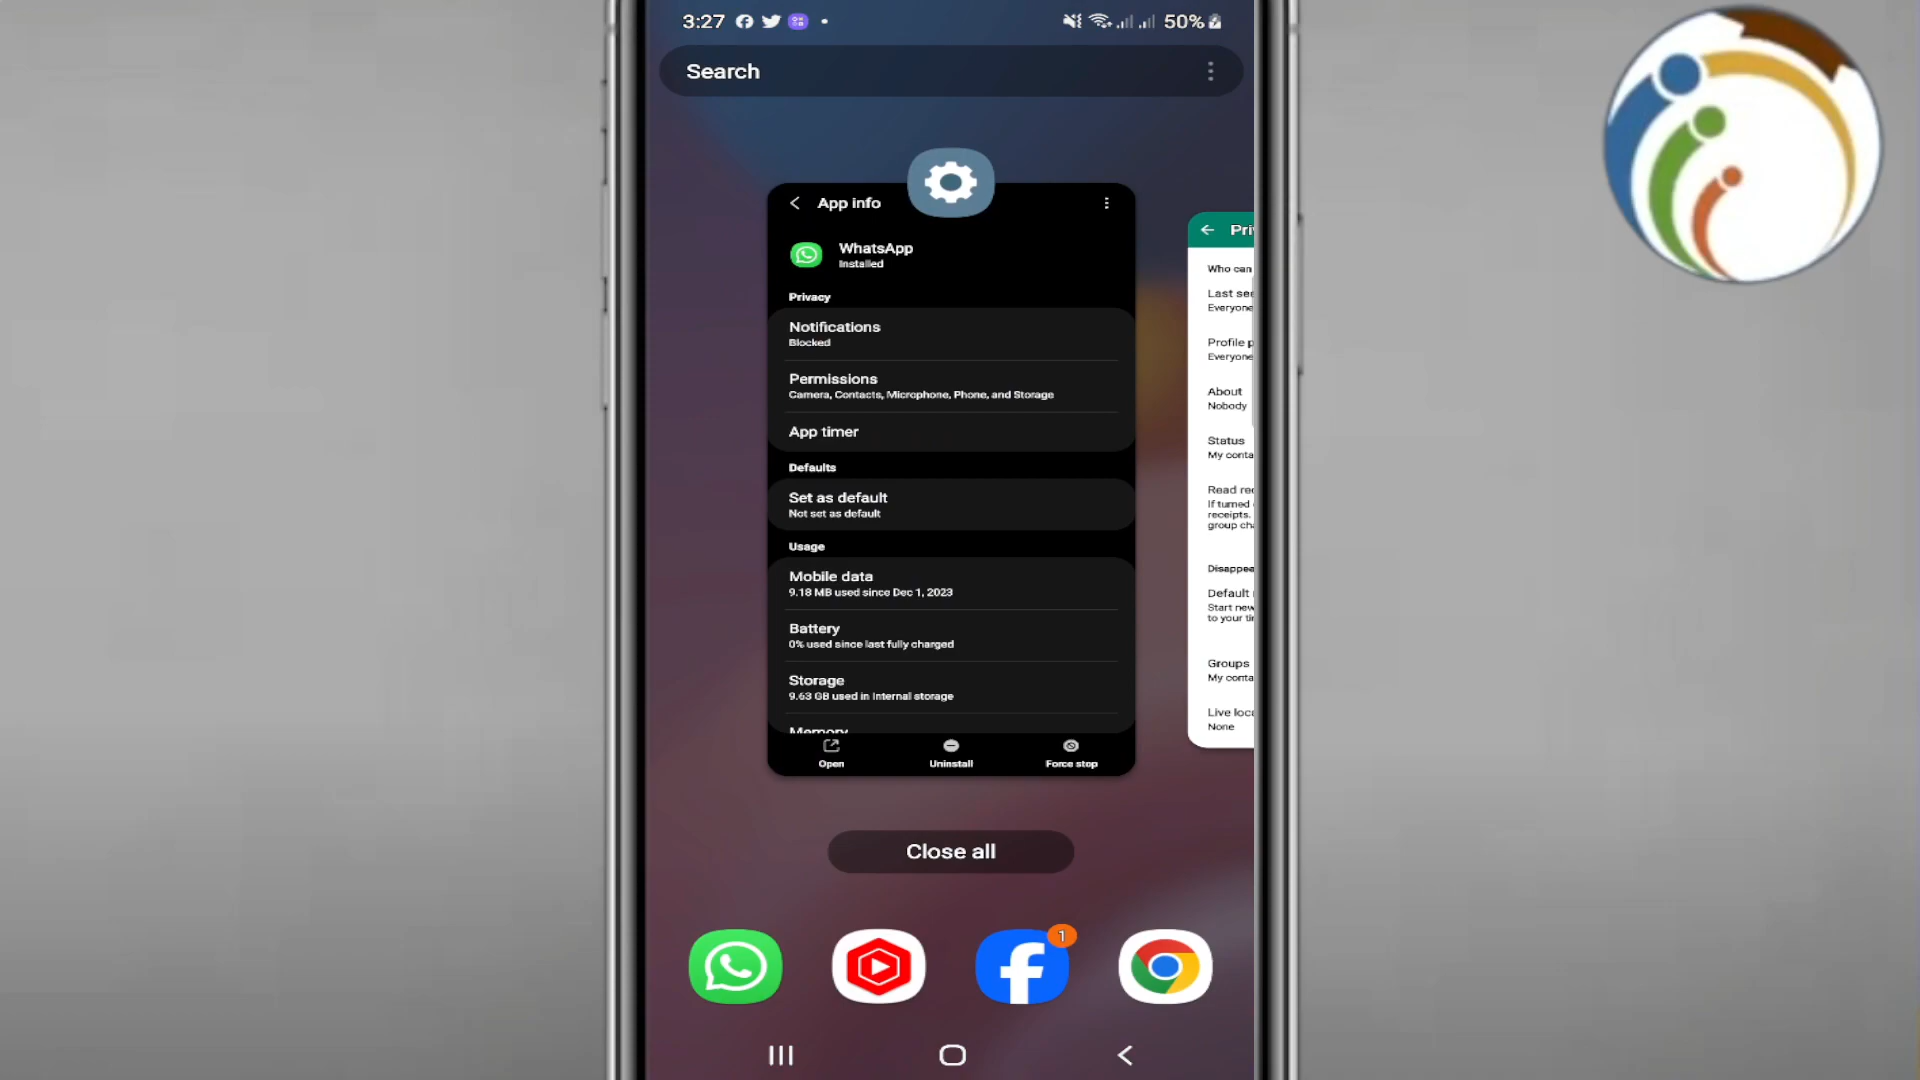 3:27
50%
Search
App info
WhatsApp
Installed
Privacy
Notifications
Blocked
Permissions
Camera, Contacts, Microphone, Phone, and Storage
App timer
Defaults
Set as default
Not set as default
Usage
Mobile data
9.18 MB used since Dec 1, 2023
Battery
0% used since last fully charged
Storage
9.63 GB used in Internal storage
Memory
Open
Uninstall
Force stop
Pri
Who can
Last see
Everyone
Profile p
Everyone
About
Nobody
Status
My conta
Read rec
If turned
receipts.
group cha
Disappea
Default
Start new
to your ti
Groups
My conta
Live loca
None
Close all
1